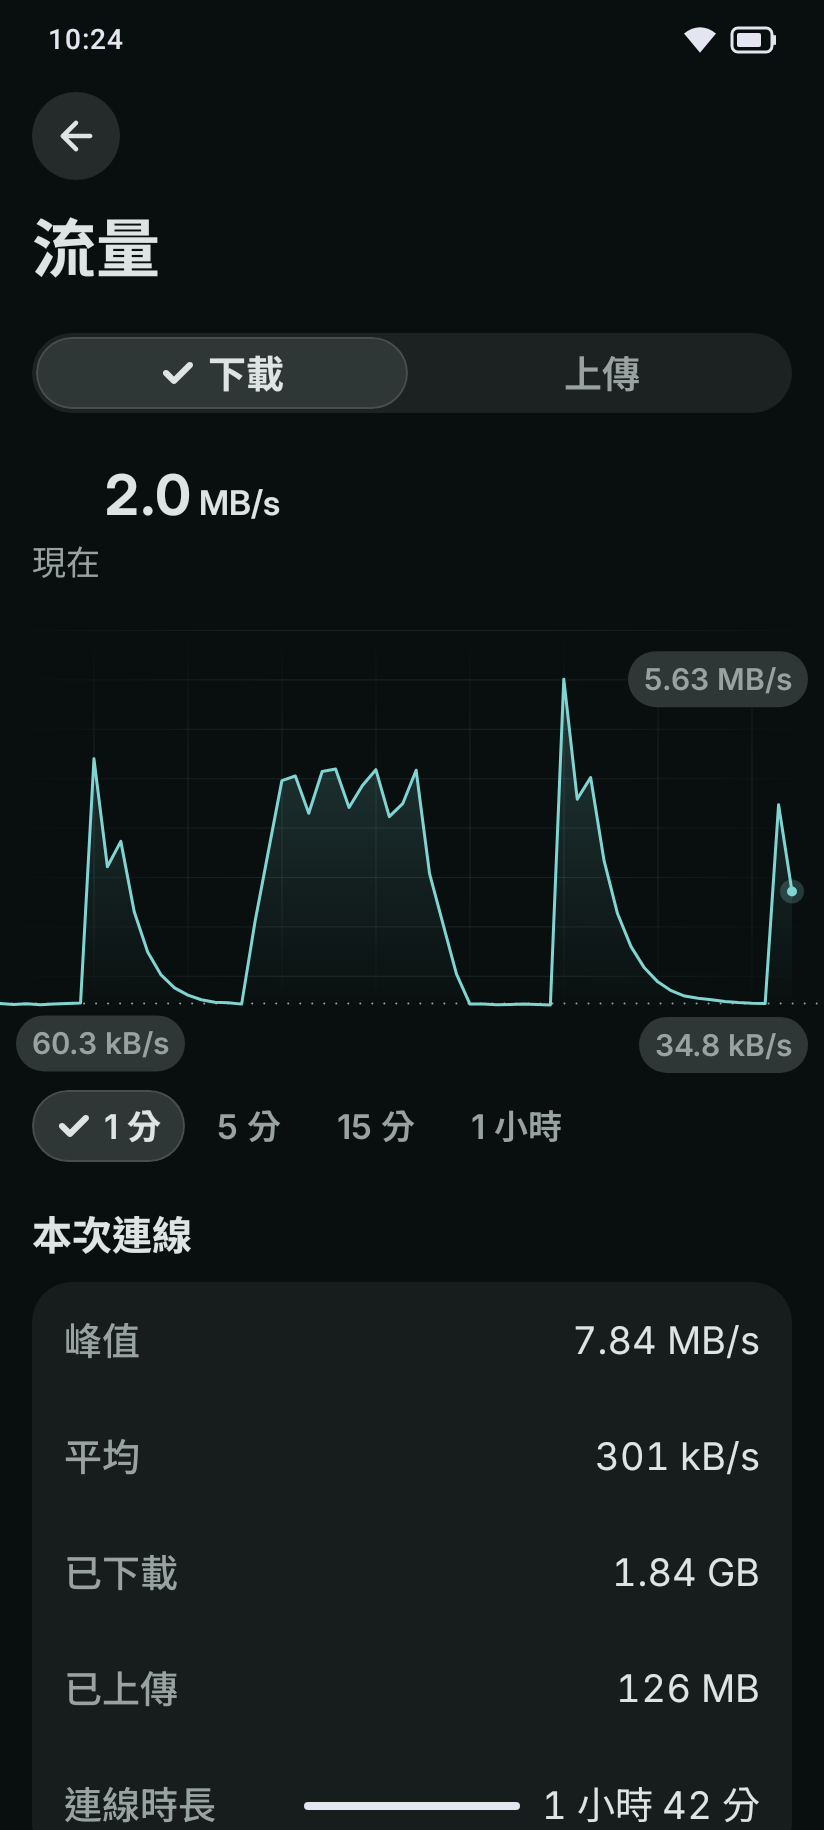 10:24
流量
下載
上傳
2.0 MB/s
現在
5.63 MB/s
60.3 kB/s
34.8 kB/s
1 分
5 分
15 分
1 小時
本次連線
峰值 7.84 MB/s
平均 301 kB/s
已下載 1.84 GB
已上傳 126 MB
連線時長 1 小時 42 分